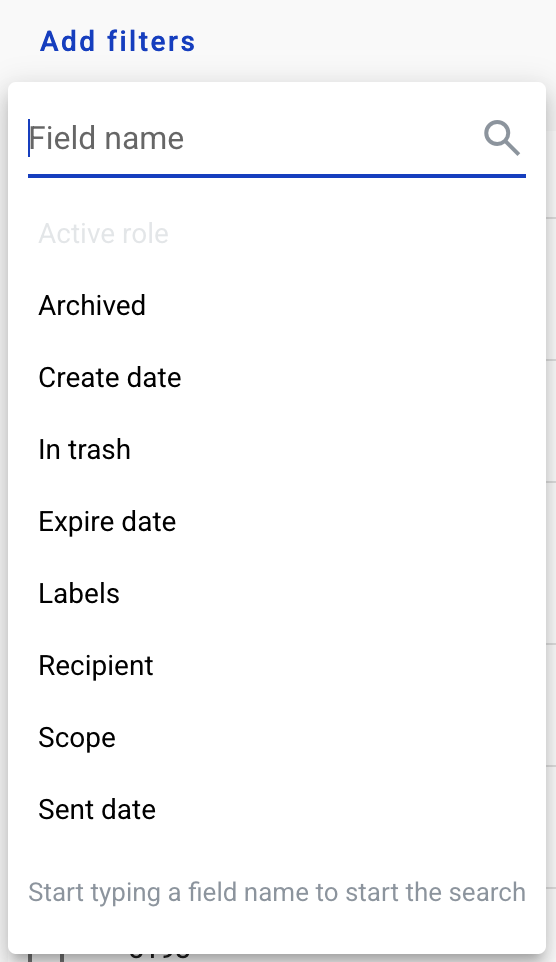 Add filters
Field name
Active role
Archived
Create date
In trash
Expire date
Labels
Recipient
Scope
Sent date
Start typing a field name to start the search